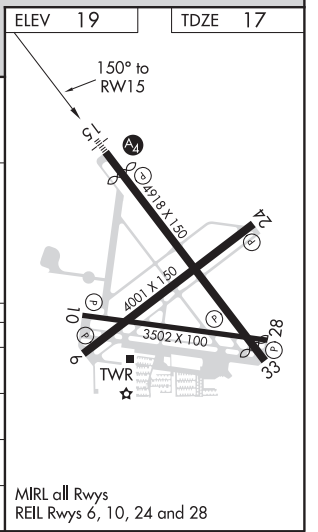 ELEV 19
TDZE 17
150° to
RW15
15
A4
P
4918 X 150
24
P
4001 X 150
P
10
P
3502 X 100
28
P
6
P
33
TWR
MIRL all Rwys
REIL Rwys 6, 10, 24 and 28